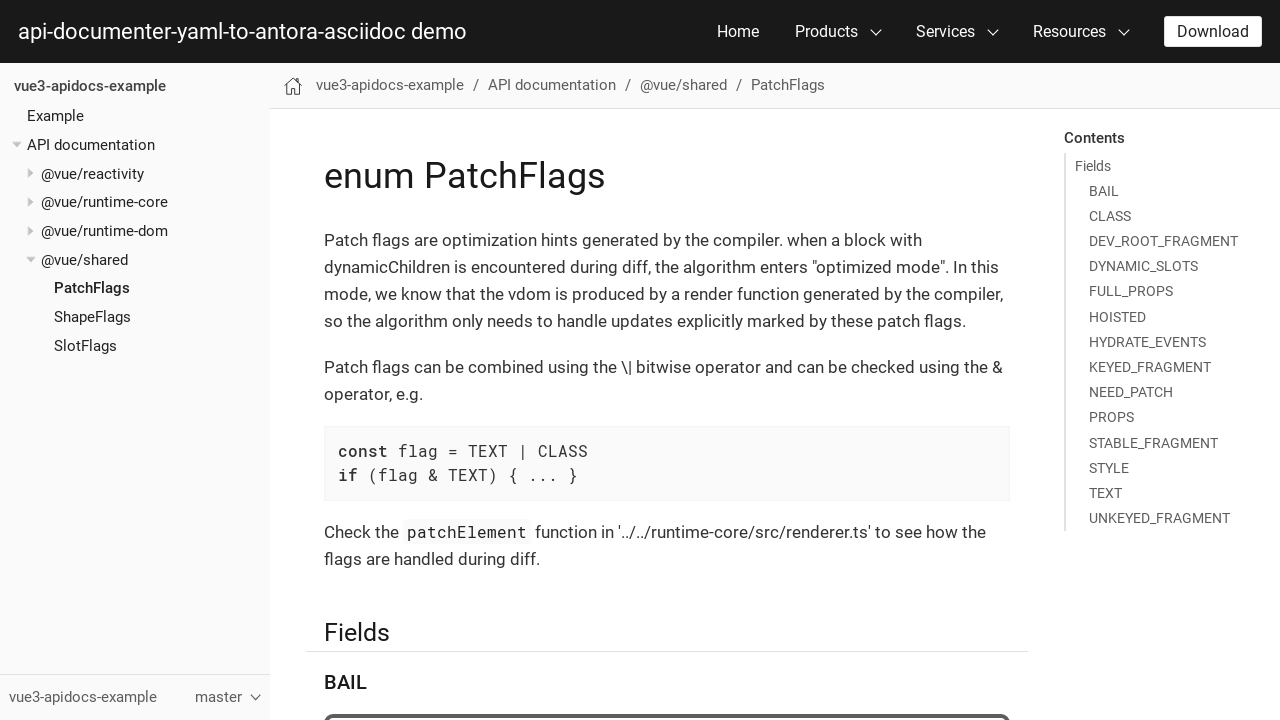 api-documenter-yaml-to-antora-asciidoc demo
Home
Products
Services
Resources
Download
vue3-apidocs-example
Example
API documentation
@vue/reactivity
@vue/runtime-core
@vue/runtime-dom
@vue/shared
PatchFlags
ShapeFlags
SlotFlags
vue3-apidocs-example
master
vue3-apidocs-example / API documentation / @vue/shared / PatchFlags
enum PatchFlags
Patch flags are optimization hints generated by the compiler. when a block with
dynamicChildren is encountered during diff, the algorithm enters "optimized mode". In this
mode, we know that the vdom is produced by a render function generated by the compiler,
so the algorithm only needs to handle updates explicitly marked by these patch flags.
Patch flags can be combined using the \| bitwise operator and can be checked using the &
operator, e.g.
const flag = TEXT | CLASS
if (flag & TEXT) { ... }
Check the patchElement function in '../../runtime-core/src/renderer.ts' to see how the
flags are handled during diff.
Fields
BAIL
Contents
Fields
BAIL
CLASS
DEV_ROOT_FRAGMENT
DYNAMIC_SLOTS
FULL_PROPS
HOISTED
HYDRATE_EVENTS
KEYED_FRAGMENT
NEED_PATCH
PROPS
STABLE_FRAGMENT
STYLE
TEXT
UNKEYED_FRAGMENT